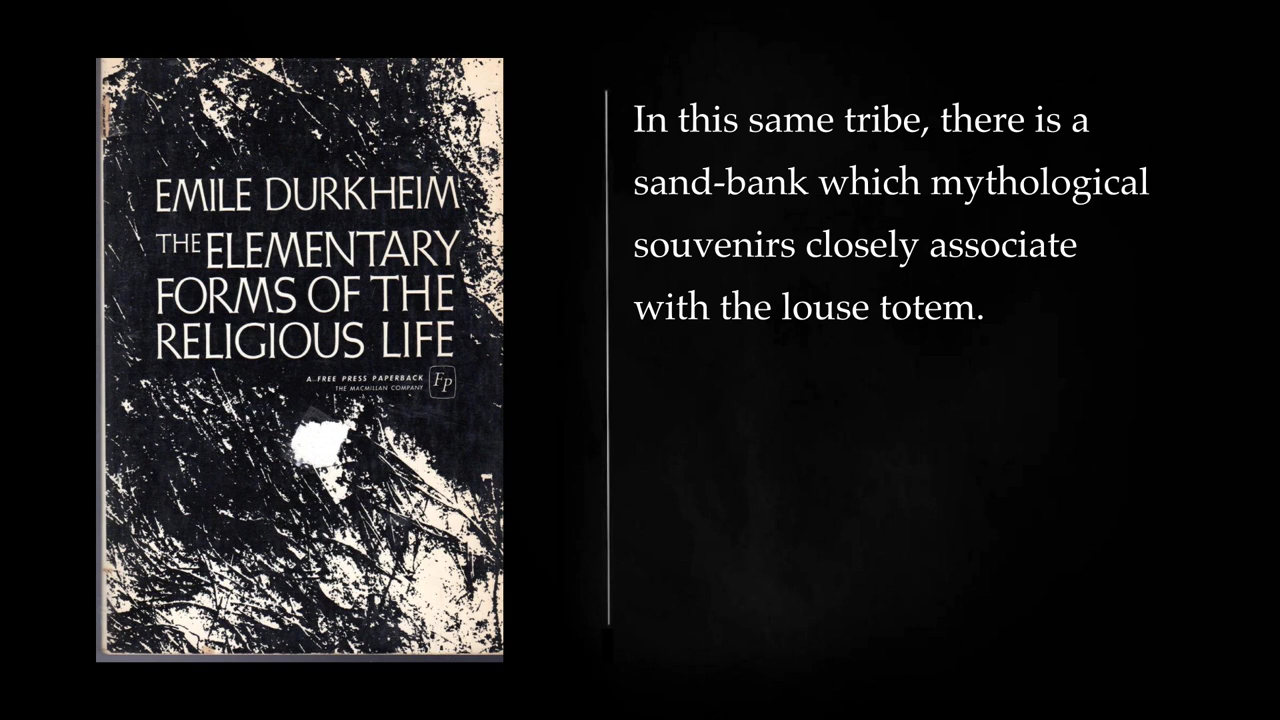 EMILE DURKHEIM
THE ELEMENTARY
FORMS OF THE
RELIGIOUS LIFE
A FREE PRESS PAPERBACK
THE MACMILLAN COMPANY
FP
In this same tribe, there is a
sand-bank which mythological
souvenirs closely associate
with the louse totem.